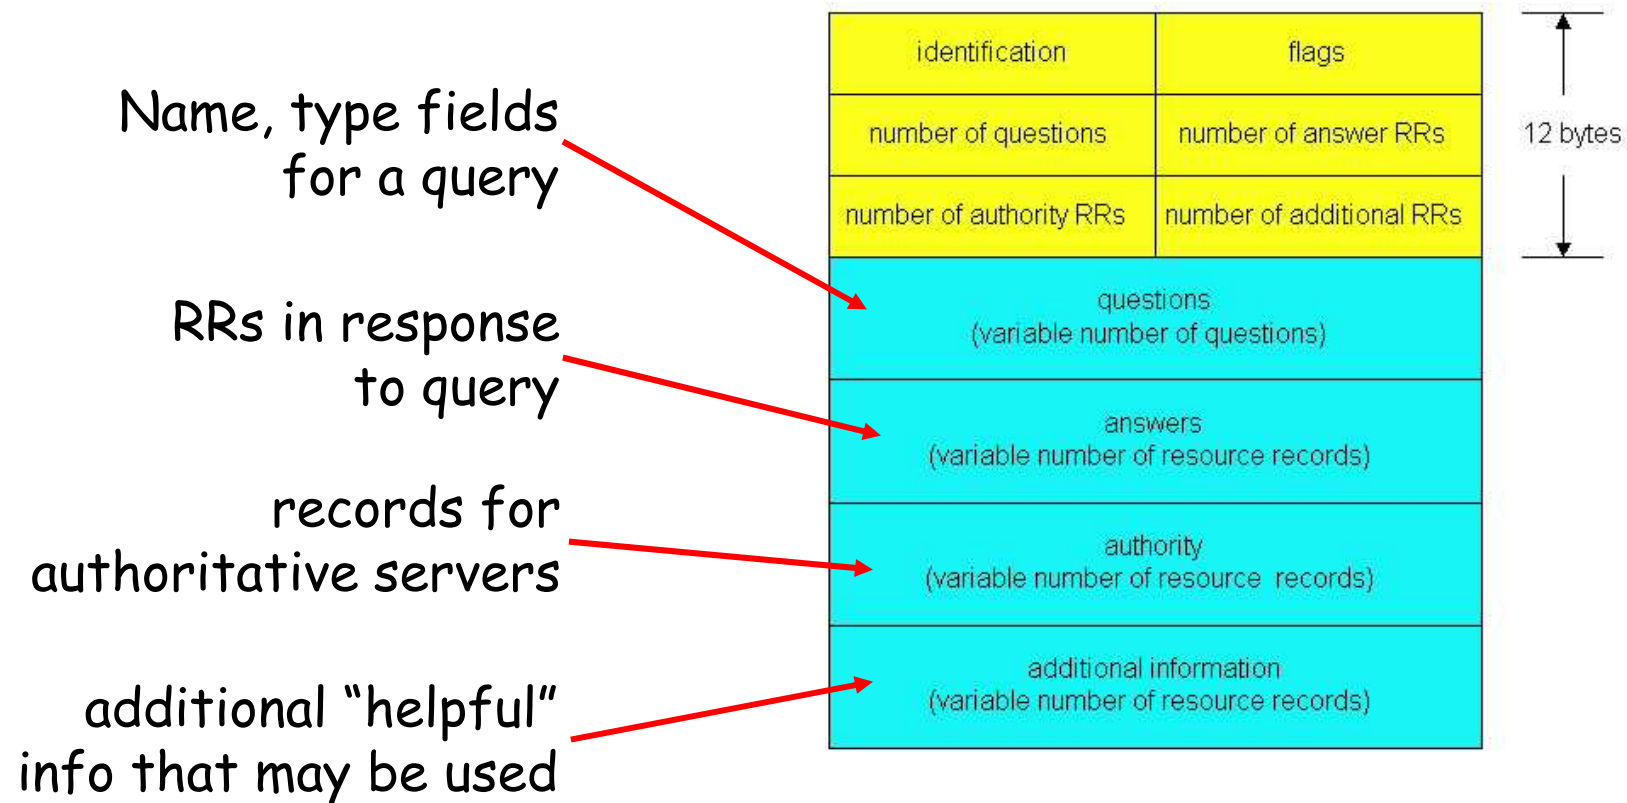 Name, type fields
for a query
RRs in response
to query
records for
authoritative servers
additional “helpful”
info that may be used
identification
flags
number of questions
number of answer RRs
number of authority RRs
number of additional RRs
12 bytes
questions
(variable number of questions)
answers
(variable number of resource records)
authority
(variable number of resource records)
additional information
(variable number of resource records)